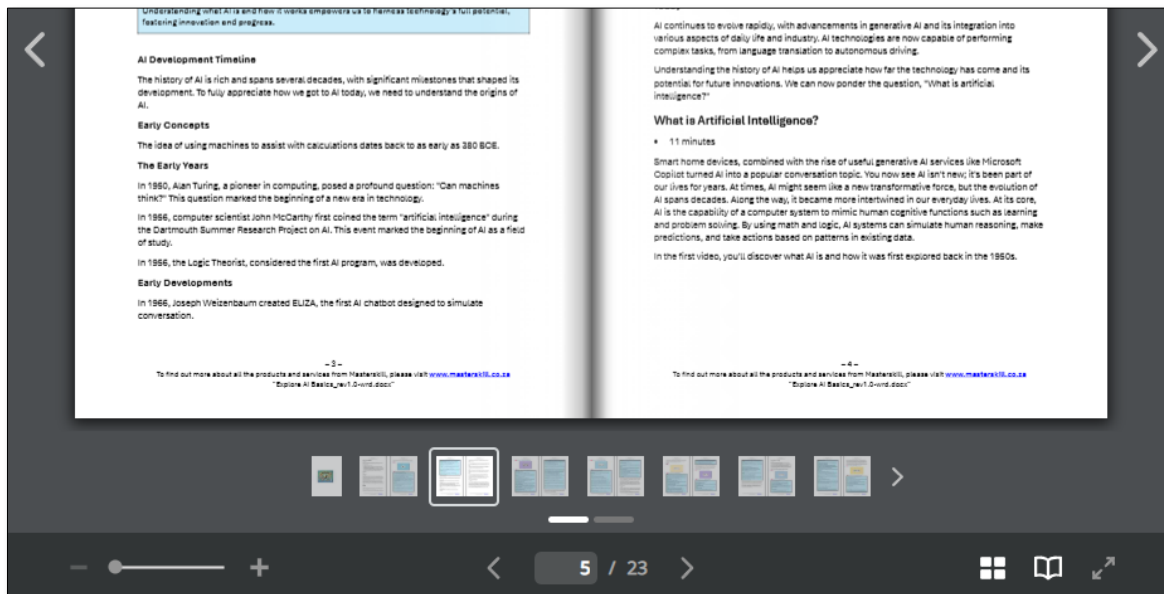 Understanding what AI is and how it works empowers us to harness technology's full potential,
fostering innovation and progress.
AI Development Timeline
The history of AI is rich and spans several decades, with significant milestones that shaped its
development. To fully appreciate how we got to AI today, we need to understand the origins of
AI.
Early Concepts
The idea of using machines to assist with calculations dates back to as early as 380 BCE.
The Early Years
In 1950, Alan Turing, a pioneer in computing, posed a profound question: "Can machines
think?" This question marked the beginning of a new era in technology.
In 1956, computer scientist John McCarthy first coined the term "artificial intelligence" during
the Dartmouth Summer Research Project on AI. This event marked the beginning of AI as a field
of study.
In 1956, the Logic Theorist, considered the first AI program, was developed.
Early Developments
In 1966, Joseph Weizenbaum created ELIZA, the first AI chatbot designed to simulate
conversation.
– 3 –
To find out more about all the products and services from Masterskill, please visit www.masterskill.co.za
"Explore AI Basics_rev1.0-wrd.docx"
AI continues to evolve rapidly, with advancements in generative AI and its integration into
various aspects of daily life and industry. AI technologies are now capable of performing
complex tasks, from language translation to autonomous driving.
Understanding the history of AI helps us appreciate how far the technology has come and its
potential for future innovations. We can now ponder the question, "What is artificial
intelligence?"
What is Artificial Intelligence?
• 11 minutes
Smart home devices, combined with the rise of useful generative AI services like Microsoft
Copilot turned AI into a popular conversation topic. You now see AI isn't new; it's been part of
our lives for years. At times, AI might seem like a new transformative force, but the evolution of
AI spans decades. Along the way, it became more intertwined in our everyday lives. At its core,
AI is the capability of a computer system to mimic human cognitive functions such as learning
and problem solving. By using math and logic, AI systems can simulate human reasoning, make
predictions, and take actions based on patterns in existing data.
In the first video, you'll discover what AI is and how it was first explored back in the 1950s.
– 4 –
To find out more about all the products and services from Masterskill, please visit www.masterskill.co.za
"Explore AI Basics_rev1.0-wrd.docx"
5 / 23